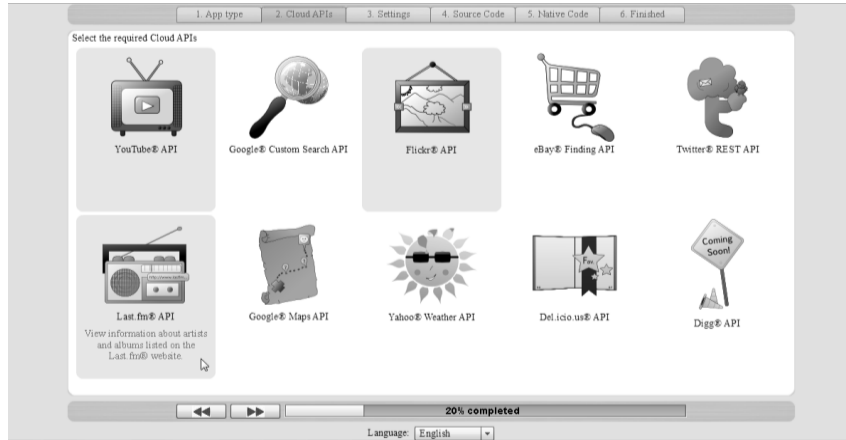 1. App type
2. Cloud APIs
3. Settings
4. Source Code
5. Native Code
6. Finished
Select the required Cloud APIs
YouTube® API
Google® Custom Search API
Flickr® API
eBay® Finding API
Twitter® REST API
Coming
Soon!
Fav.
Last.fm® API
View information about artists
and albums listed on the
Last.fm® website.
Google® Maps API
Yahoo® Weather API
Del.icio.us® API
Digg® API
20% completed
Language: English